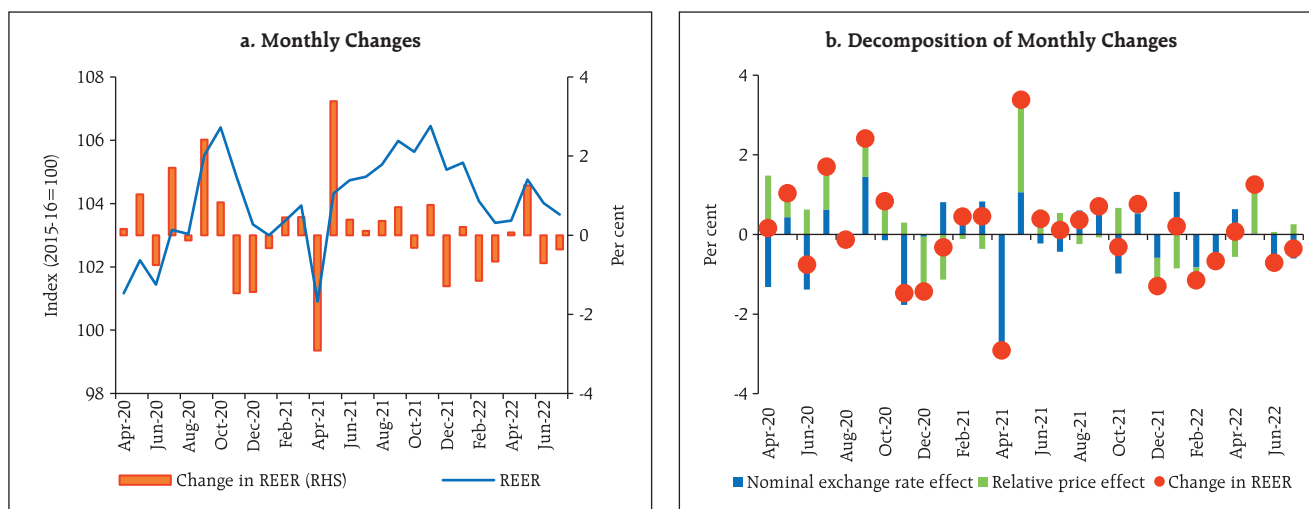 a. Monthly Changes
108
106
104
102
100
98
4
2
0
-2
-4
Index (2015-16=100)
Per cent
Apr-20
Jun-20
Aug-20
Oct-20
Dec-20
Feb-21
Apr-21
Jun-21
Aug-21
Oct-21
Dec-21
Feb-22
Apr-22
Jun-22
Change in REER (RHS)
REER
b. Decomposition of Monthly Changes
4
2
0
-2
-4
Per cent
Apr-20
Jun-20
Aug-20
Oct-20
Dec-20
Feb-21
Apr-21
Jun-21
Aug-21
Oct-21
Dec-21
Feb-22
Apr-22
Jun-22
Nominal exchange rate effect
Relative price effect
Change in REER